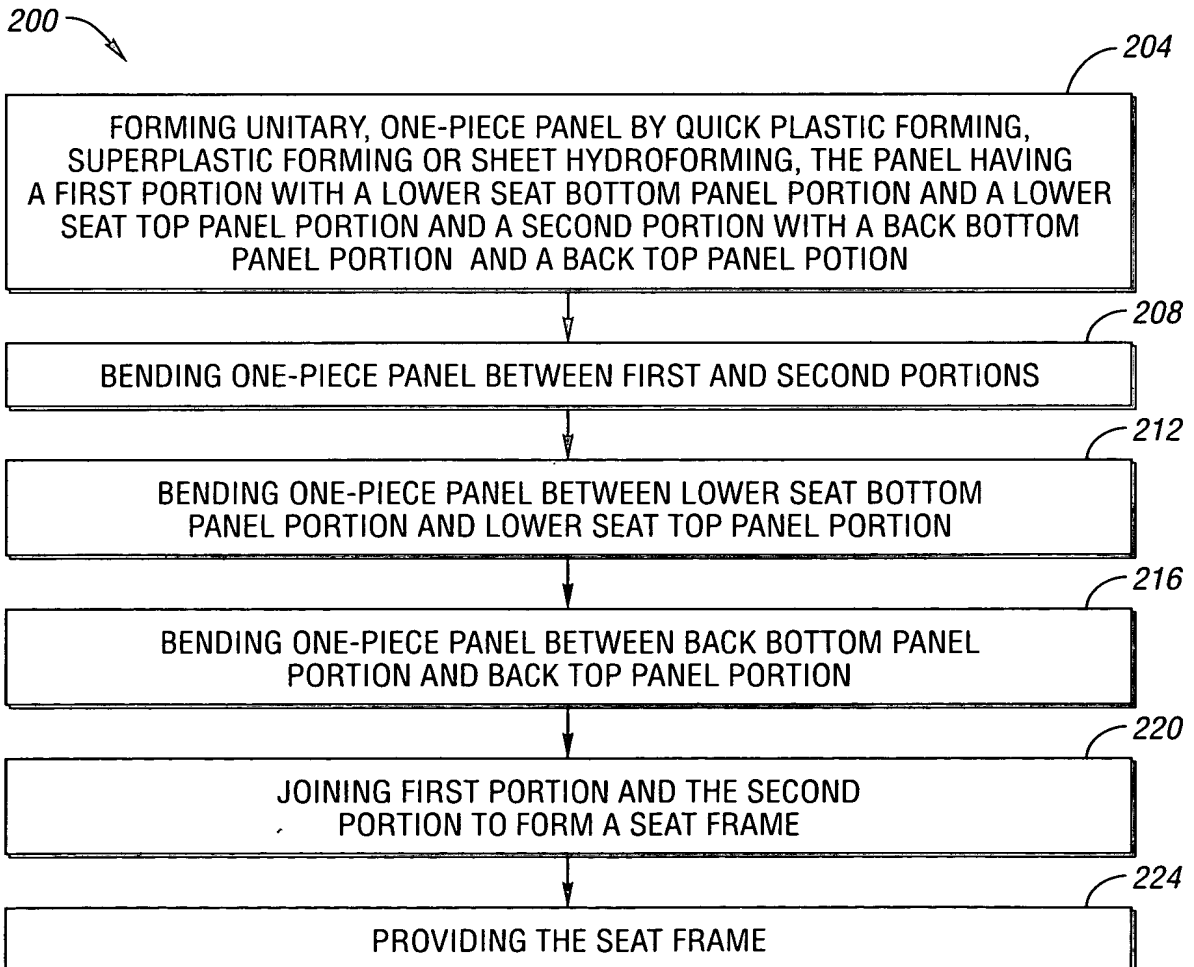 200
204
FORMING UNITARY, ONE-PIECE PANEL BY QUICK PLASTIC FORMING,
SUPERPLASTIC FORMING OR SHEET HYDROFORMING, THE PANEL HAVING
A FIRST PORTION WITH A LOWER SEAT BOTTOM PANEL PORTION AND A LOWER
SEAT TOP PANEL PORTION AND A SECOND PORTION WITH A BACK BOTTOM
PANEL PORTION AND A BACK TOP PANEL POTION
208
BENDING ONE-PIECE PANEL BETWEEN FIRST AND SECOND PORTIONS
212
BENDING ONE-PIECE PANEL BETWEEN LOWER SEAT BOTTOM
PANEL PORTION AND LOWER SEAT TOP PANEL PORTION
216
BENDING ONE-PIECE PANEL BETWEEN BACK BOTTOM PANEL
PORTION AND BACK TOP PANEL PORTION
220
JOINING FIRST PORTION AND THE SECOND
PORTION TO FORM A SEAT FRAME
224
PROVIDING THE SEAT FRAME